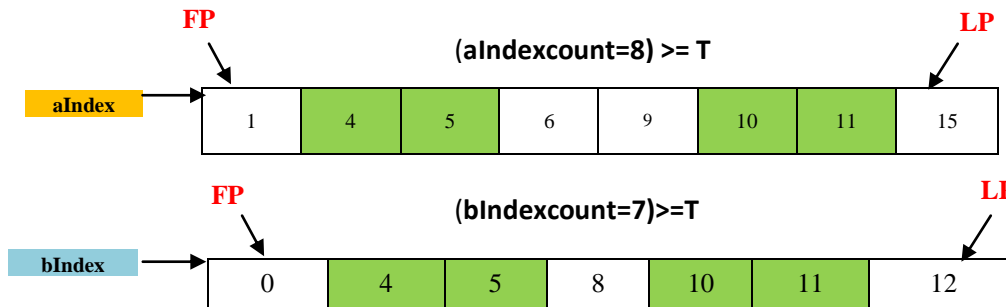 FP
LP
(aIndexcount=8) >= T
aIndex
1 4 5 6 9 10 11 15
FP
(bIndexcount=7)>=T
bIndex
0 4 5 8 10 11 12